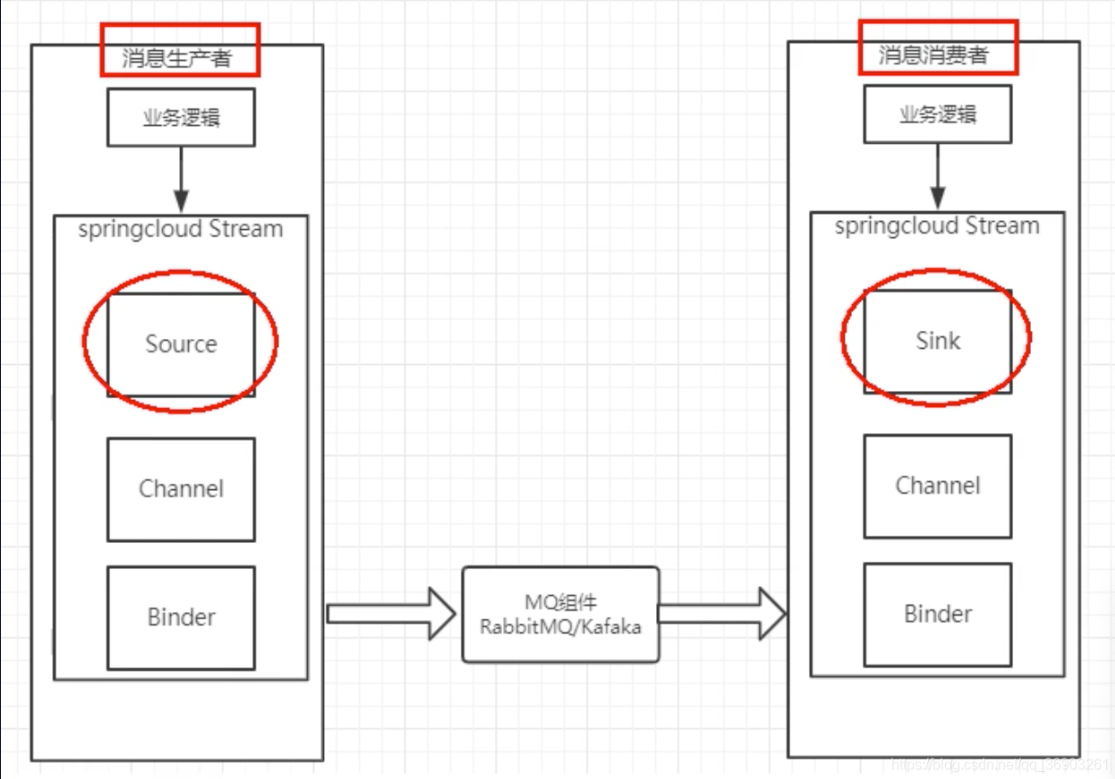 消息生产者
业务逻辑
springcloud Stream
Source
Channel
Binder
MQ组件
RabbitMQ/Kafaka
消息消费者
业务逻辑
springcloud Stream
Sink
Channel
Binder
https://blog.csdn.net/qq_36903261